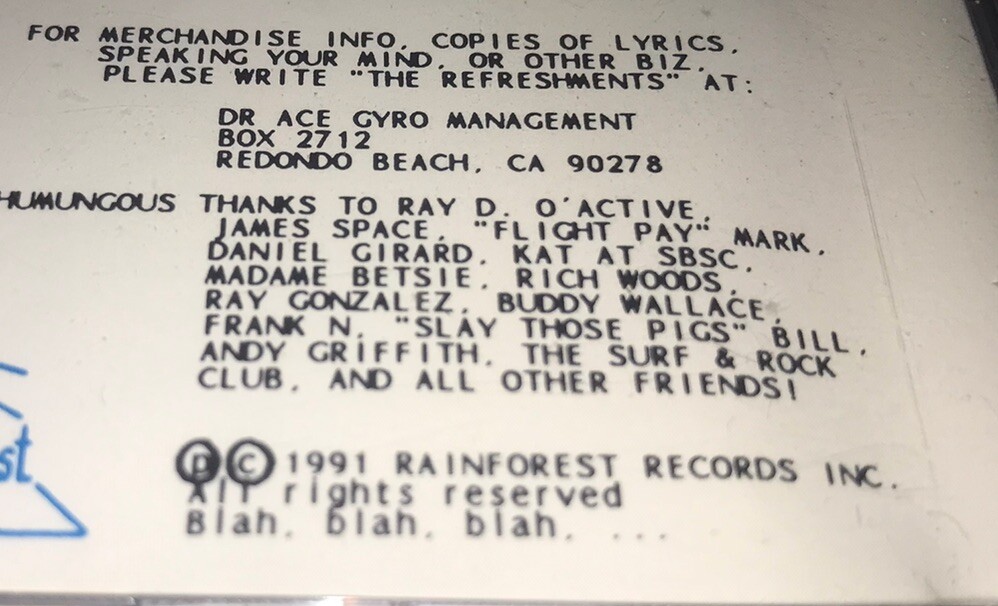 FOR MERCHANDISE INFO, COPIES OF LYRICS,
SPEAKING YOUR MIND, OR OTHER BIZ,
PLEASE WRITE "THE REFRESHMENTS" AT:
DR ACE GYRO MANAGEMENT
BOX 2712
REDONDO BEACH, CA 90278
HUMUNGOUS THANKS TO RAY D. O'ACTIVE,
JAMES SPACE, "FLIGHT PAY" MARK,
DANIEL GIRARD, KAT AT SBSC,
MADAME BETSIE, RICH WOODS,
RAY GONZALEZ, BUDDY WALLACE,
FRANK N. "SLAY THOSE PIGS" BILL,
ANDY GRIFFITH, THE SURF & ROCK
CLUB, AND ALL OTHER FRIENDS!
st
℗© 1991 RAINFOREST RECORDS INC.
All rights reserved
Blah, blah, blah, ...